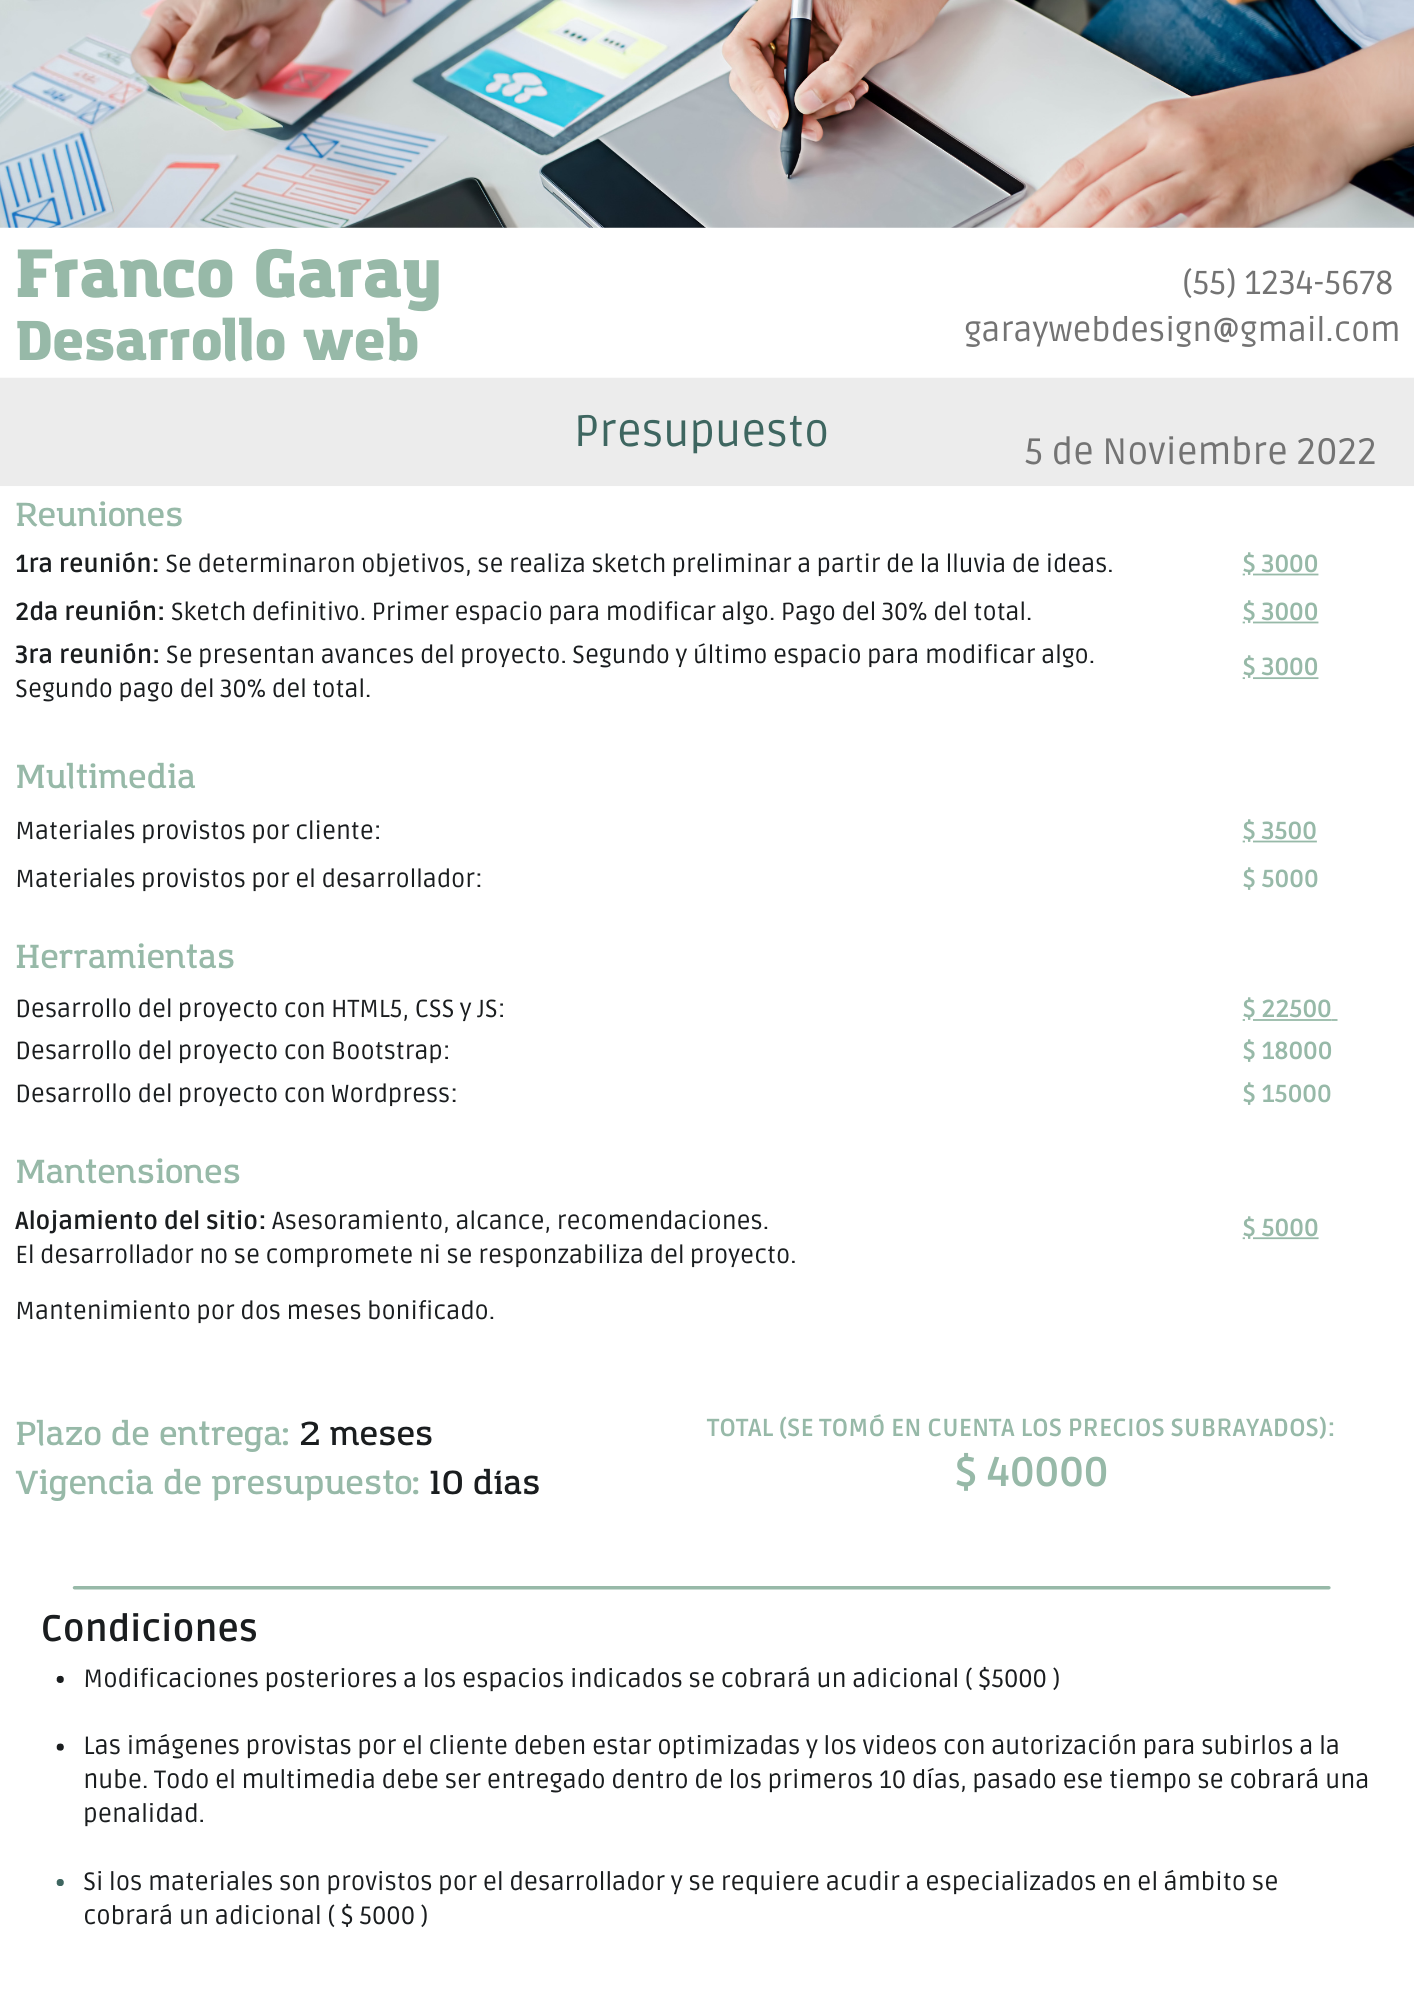 Franco Garay
Desarrollo web
(55) 1234-5678
garaywebdesign@gmail.com
Presupuesto
5 de Noviembre 2022
Reuniones
1ra reunión: Se determinaron objetivos, se realiza sketch preliminar a partir de la lluvia de ideas. $ 3000
2da reunión: Sketch definitivo. Primer espacio para modificar algo. Pago del 30% del total. $ 3000
3ra reunión: Se presentan avances del proyecto. Segundo y último espacio para modificar algo.
Segundo pago del 30% del total. $ 3000
Multimedia
Materiales provistos por cliente: $ 3500
Materiales provistos por el desarrollador: $ 5000
Herramientas
Desarrollo del proyecto con HTML5, CSS y JS: $ 22500
Desarrollo del proyecto con Bootstrap: $ 18000
Desarrollo del proyecto con Wordpress: $ 15000
Mantensiones
Alojamiento del sitio: Asesoramiento, alcance, recomendaciones. $ 5000
El desarrollador no se compromete ni se responzabiliza del proyecto.
Mantenimiento por dos meses bonificado.
Plazo de entrega: 2 meses
Vigencia de presupuesto: 10 días
TOTAL (SE TOMÓ EN CUENTA LOS PRECIOS SUBRAYADOS):
$ 40000
Condiciones
• Modificaciones posteriores a los espacios indicados se cobrará un adicional ( $5000 )
• Las imágenes provistas por el cliente deben estar optimizadas y los videos con autorización para subirlos a la
nube. Todo el multimedia debe ser entregado dentro de los primeros 10 días, pasado ese tiempo se cobrará una
penalidad.
• Si los materiales son provistos por el desarrollador y se requiere acudir a especializados en el ámbito se
cobrará un adicional ( $ 5000 )